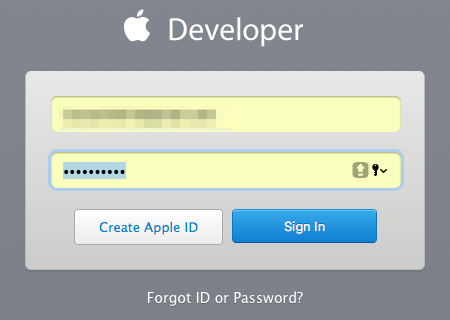 Developer
••••••••••
Create Apple ID
Sign In
Forgot ID or Password?